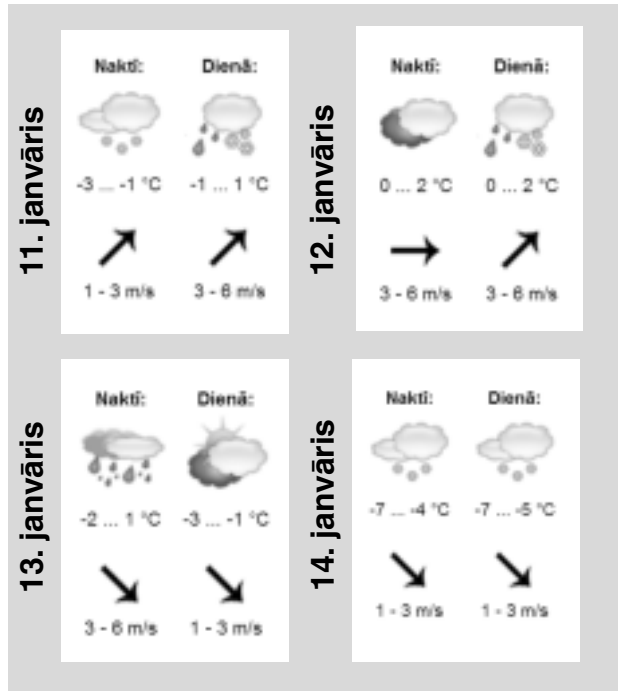 11. janvāris
Naktī: Dienā:
-3 ... -1 °C -1 ... 1 °C
1 - 3 m/s 3 - 6 m/s
12. janvāris
Naktī: Dienā:
0 ... 2 °C 0 ... 2 °C
3 - 6 m/s 3 - 6 m/s
13. janvāris
Naktī: Dienā:
-2 ... 1 °C -3 ... -1 °C
3 - 6 m/s 1 - 3 m/s
14. janvāris
Naktī: Dienā:
-7 ... -4 °C -7 ... -5 °C
1 - 3 m/s 1 - 3 m/s